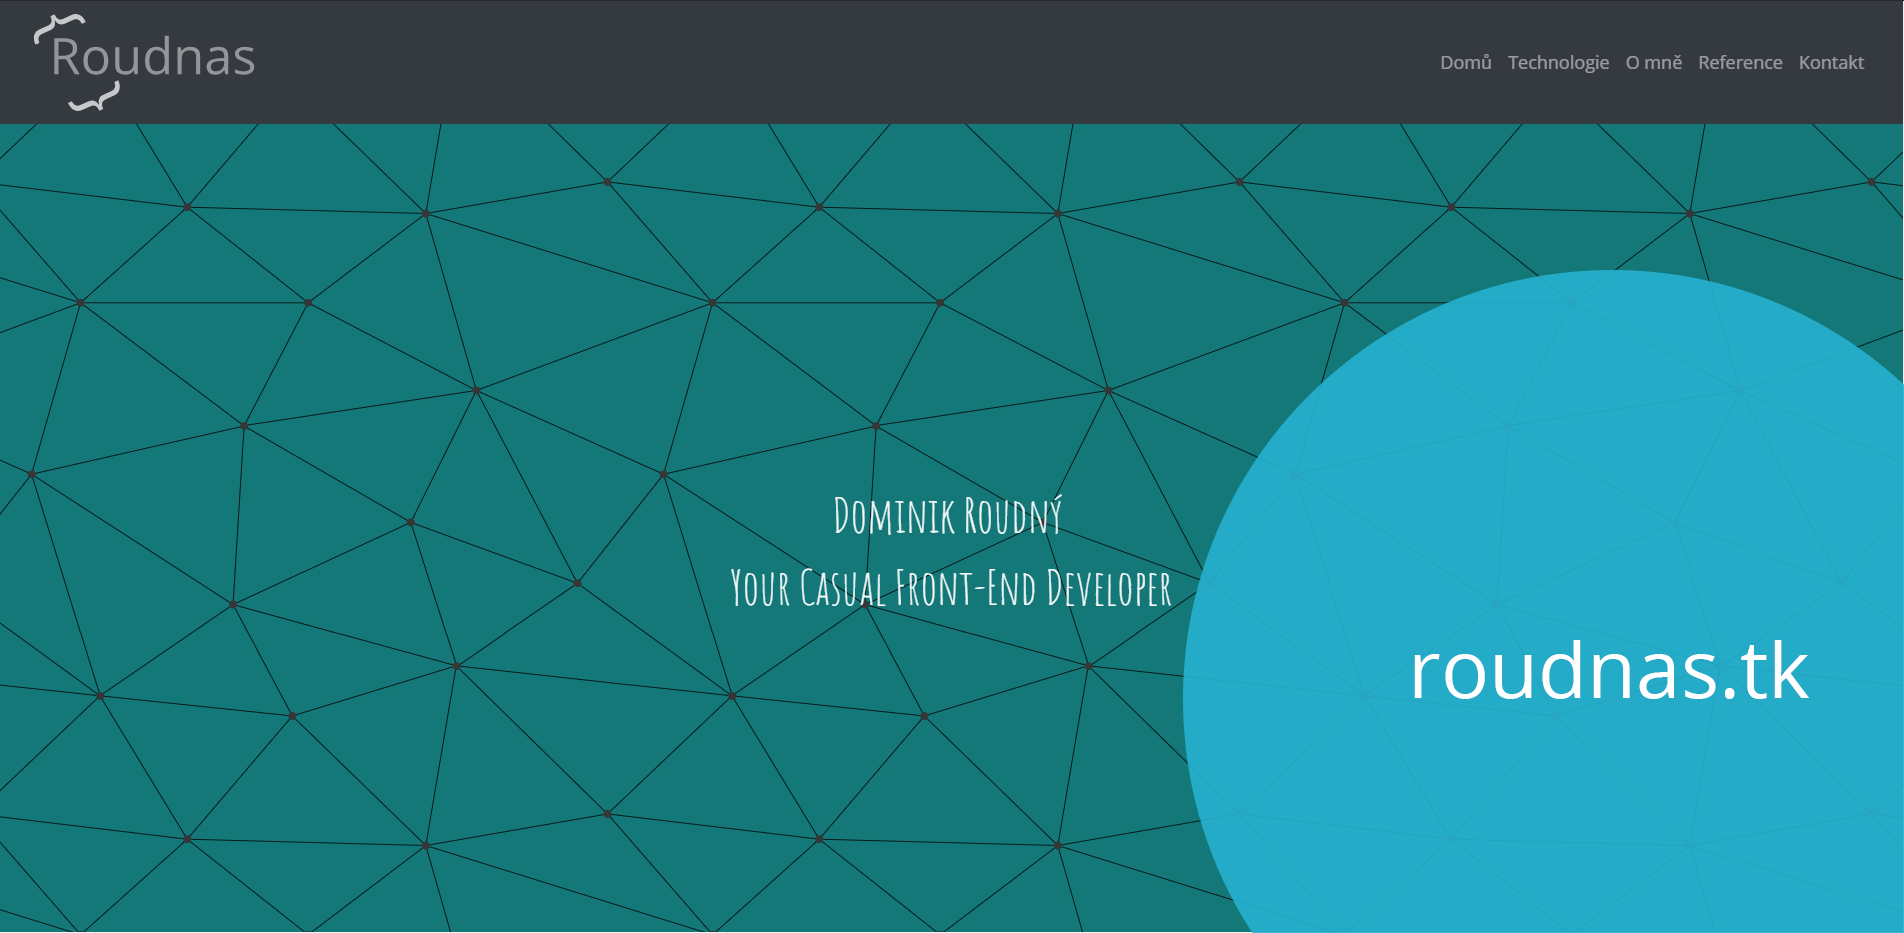 Roudnas
Domů Technologie O mně Reference Kontakt
Dominik Roudný
Your Casual Front-End Developer
roudnas.tk